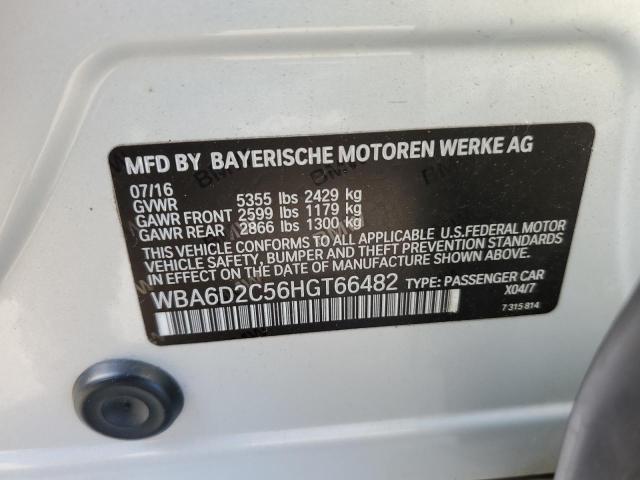 MFD BY BAYERISCHE MOTOREN WERKE AG
07/16
GVWR 5355 lbs 2429 kg
GAWR FRONT 2599 lbs 1179 kg
GAWR REAR 2866 lbs 1300 kg
THIS VEHICLE CONFORMS TO ALL APPLICABLE U.S.FEDERAL MOTOR
VEHICLE SAFETY, BUMPER AND THEFT PREVENTION STANDARDS
IN EFFECT ON THE DATE OF MANUFACTURE SHOWN ABOVE.
WBA6D2C56HGT66482 TYPE: PASSENGER CAR
X04/7
7 315 814